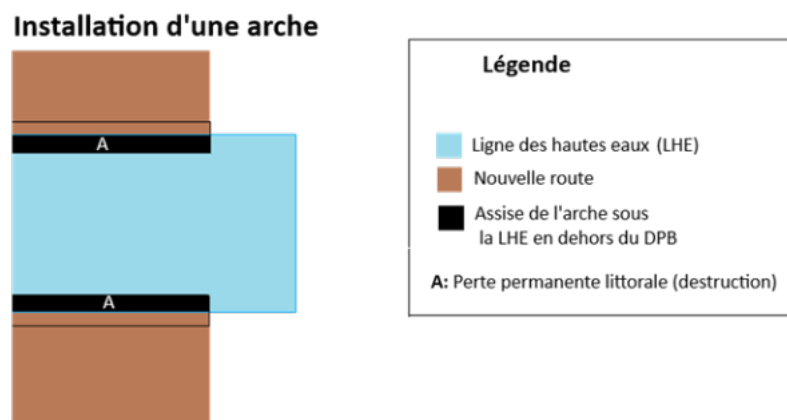 Installation d'une arche
A
A
Légende
Ligne des hautes eaux (LHE)
Nouvelle route
Assise de l'arche sous
la LHE en dehors du DPB
A: Perte permanente littorale (destruction)